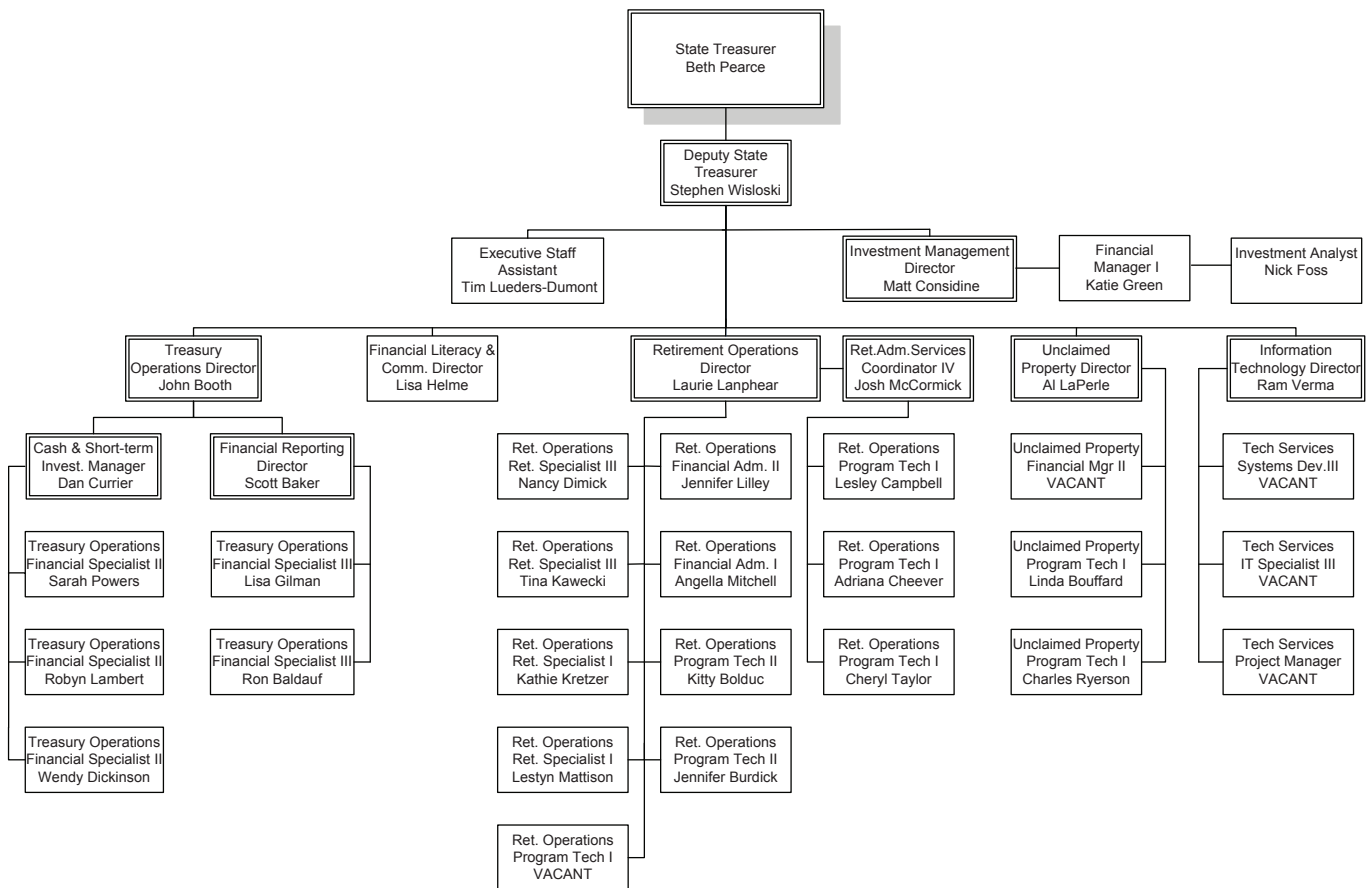 State Treasurer
Beth Pearce
Deputy State
Treasurer
Stephen Wisloski
Executive Staff
Assistant
Tim Lueders-Dumont
Investment Management
Director
Matt Considine
Financial
Manager I
Katie Green
Investment Analyst
Nick Foss
Treasury
Operations Director
John Booth
Financial Literacy &
Comm. Director
Lisa Helme
Retirement Operations
Director
Laurie Lanphear
Ret.Adm.Services
Coordinator IV
Josh McCormick
Unclaimed
Property Director
Al LaPerle
Information
Technology Director
Ram Verma
Cash & Short-term
Invest. Manager
Dan Currier
Financial Reporting
Director
Scott Baker
Ret. Operations
Ret. Specialist III
Nancy Dimick
Ret. Operations
Financial Adm. II
Jennifer Lilley
Ret. Operations
Program Tech I
Lesley Campbell
Unclaimed Property
Financial Mgr II
VACANT
Tech Services
Systems Dev.III
VACANT
Treasury Operations
Financial Specialist II
Sarah Powers
Treasury Operations
Financial Specialist III
Lisa Gilman
Ret. Operations
Ret. Specialist III
Tina Kawecki
Ret. Operations
Financial Adm. I
Angella Mitchell
Ret. Operations
Program Tech I
Adriana Cheever
Unclaimed Property
Program Tech I
Linda Bouffard
Tech Services
IT Specialist III
VACANT
Treasury Operations
Financial Specialist II
Robyn Lambert
Treasury Operations
Financial Specialist III
Ron Baldauf
Ret. Operations
Ret. Specialist I
Kathie Kretzer
Ret. Operations
Program Tech II
Kitty Bolduc
Ret. Operations
Program Tech I
Cheryl Taylor
Unclaimed Property
Program Tech I
Charles Ryerson
Tech Services
Project Manager
VACANT
Treasury Operations
Financial Specialist II
Wendy Dickinson
Ret. Operations
Ret. Specialist I
Lestyn Mattison
Ret. Operations
Program Tech II
Jennifer Burdick
Ret. Operations
Program Tech I
VACANT